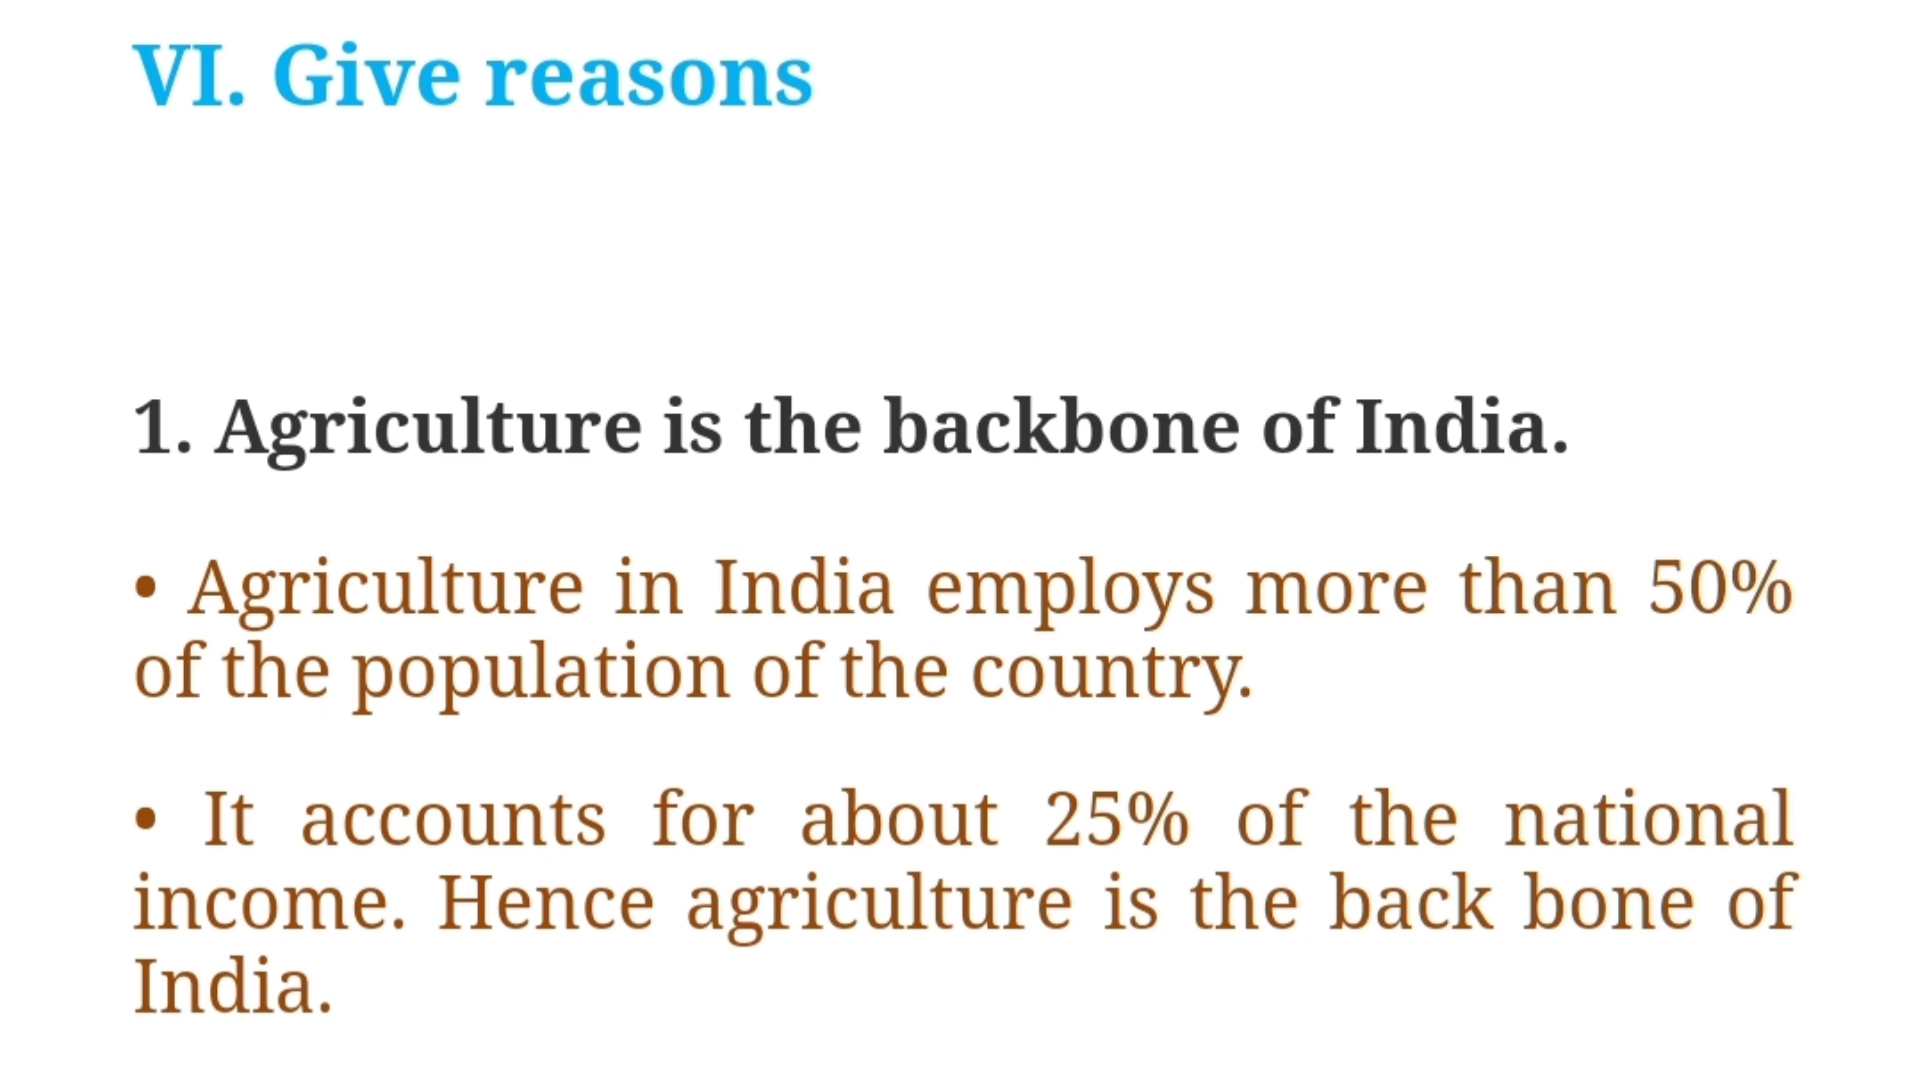 VI. Give reasons
1. Agriculture is the backbone of India.
• Agriculture in India employs more than 50%
of the population of the country.
• It accounts for about 25% of the national
income. Hence agriculture is the back bone of
India.